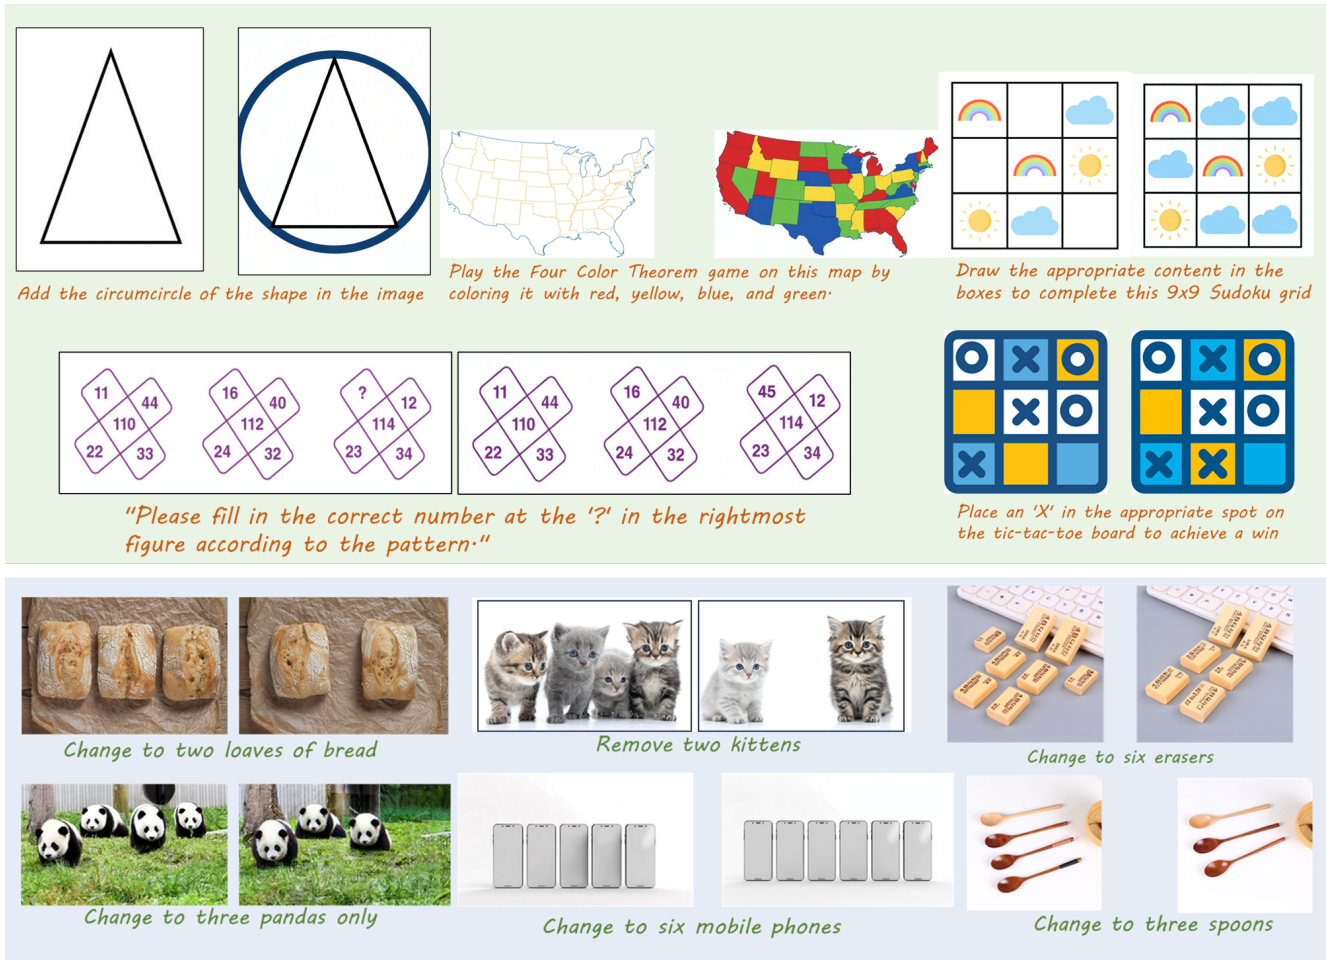 Add the circumcircle of the shape in the image
Play the Four Color Theorem game on this map by
coloring it with red, yellow, blue, and green.
Draw the appropriate content in the
boxes to complete this 9x9 Sudoku grid
11 44 110 22 33
16 40 112 24 32
? 12 114 23 34
11 44 110 22 33
16 40 112 24 32
45 12 114 23 34
"Please fill in the correct number at the '?' in the rightmost
figure according to the pattern."
Place an 'X' in the appropriate spot on
the tic-tac-toe board to achieve a win
Change to two loaves of bread
Remove two kittens
Change to six erasers
Change to three pandas only
Change to six mobile phones
Change to three spoons